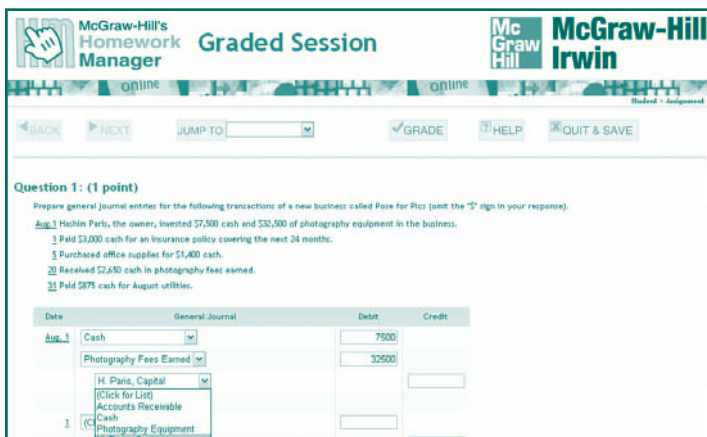 McGraw-Hill's
Homework
Manager
Graded Session
Mc
Graw
Hill
McGraw-Hill
Irwin
online
online
Student > Assignment
BACK
NEXT
JUMP TO
GRADE
HELP
QUIT & SAVE
Question 1: (1 point)
Prepare general journal entries for the following transactions of a new business called Pose for Pics (omit the "$" sign in your response).
Aug.1 Hashim Paris, the owner, invested $7,500 cash and $32,500 of photography equipment in the business.
1 Paid $3,000 cash for an insurance policy covering the next 24 months.
5 Purchased office supplies for $1,400 cash.
20 Received $2,650 cash in photography fees earned.
31 Paid $875 cash for August utilities.
Date General Journal Debit Credit
Aug. 1 Cash 7500
Photography Fees Earned 32500
H. Paris, Capital
(Click for List)
Accounts Receivable
Cash
1
Photography Equipment